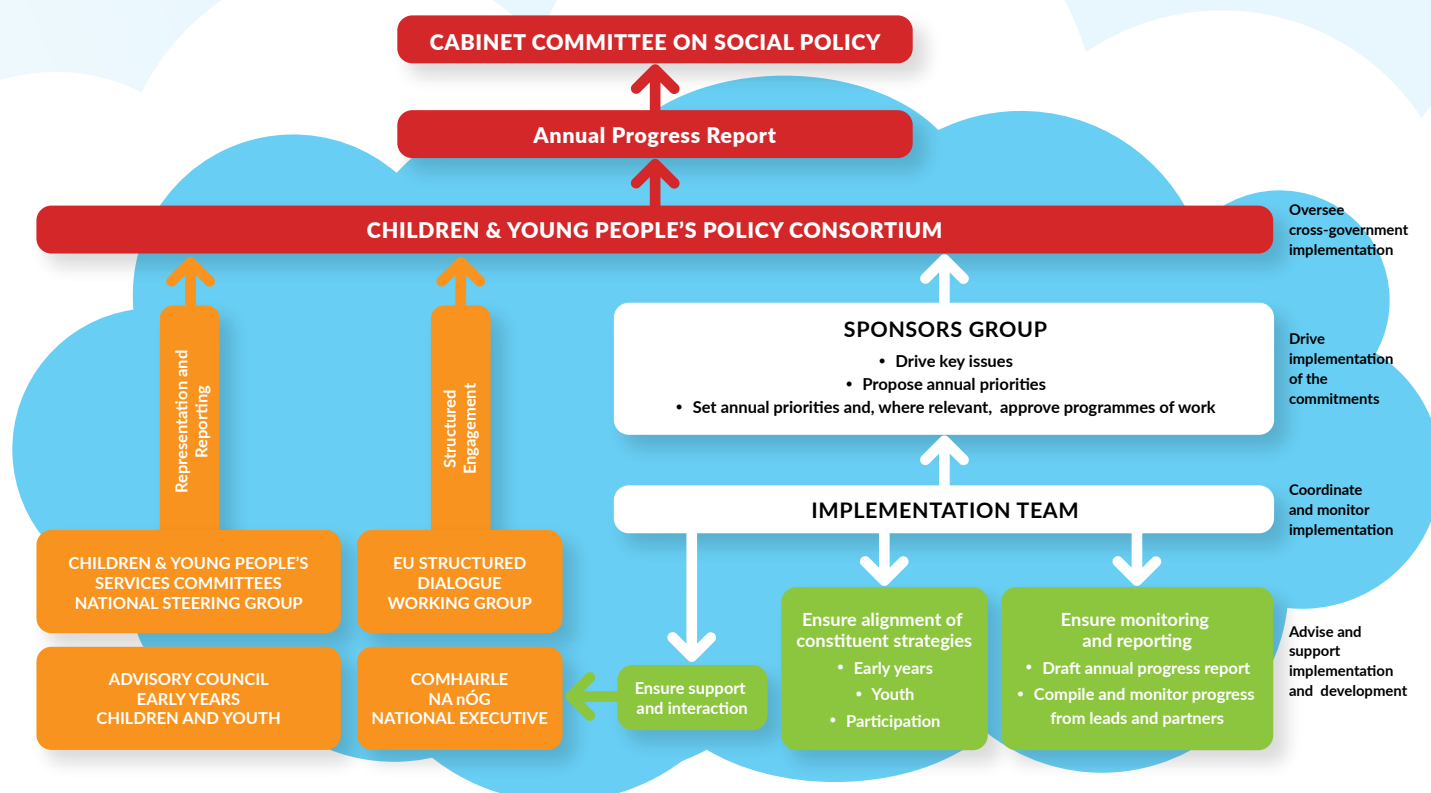 CABINET COMMITTEE ON SOCIAL POLICY
Annual Progress Report
CHILDREN & YOUNG PEOPLE’S POLICY CONSORTIUM
Oversee
cross-government
implementation
Representation and
Reporting
Structured
Engagement
SPONSORS GROUP
• Drive key issues
• Propose annual priorities
• Set annual priorities and, where relevant, approve programmes of work
Drive
implementation
of the
commitments
IMPLEMENTATION TEAM
Coordinate
and monitor
implementation
CHILDREN & YOUNG PEOPLE’S
SERVICES COMMITTEES
NATIONAL STEERING GROUP
EU STRUCTURED
DIALOGUE
WORKING GROUP
ADVISORY COUNCIL
EARLY YEARS
CHILDREN AND YOUTH
COMHAIRLE
NA nÓG
NATIONAL EXECUTIVE
Ensure support
and interaction
Ensure alignment of
constituent strategies
• Early years
• Youth
• Participation
Ensure monitoring
and reporting
• Draft annual progress report
• Compile and monitor progress
from leads and partners
Advise and
support
implementation
and development